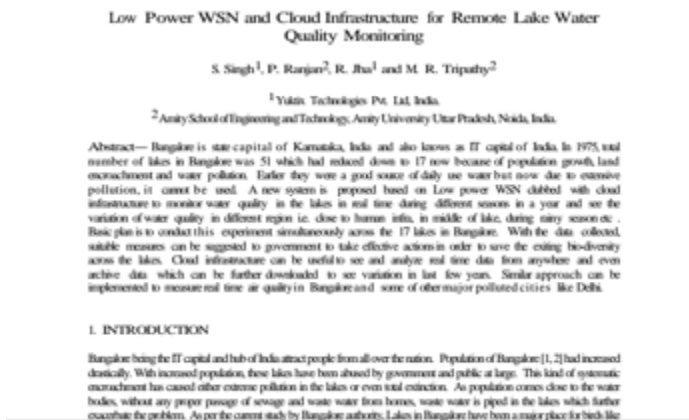 Low Power WSN and Cloud Infrastructure for Remote Lake Water
Quality Monitoring
S. Singh1, P. Ranjan2, R. Jha1 and M. R. Tripathy2
1 Yuktix Technologies Pvt. Ltd, India.
2 Amity School of Engineering and Technology, Amity University Uttar Pradesh, Noida, India.
Abstract— Bangalore is state capital of Karnataka, India and also known as IT capital of India. In 1975, total
number of lakes in Bangalore was 51 which had reduced down to 17 now because of population growth, land
encroachment and water pollution. Earlier they were a good source of daily use water but now due to extensive
pollution, it cannot be used. A new system is proposed based on Low power WSN clubbed with cloud
infrastructure to monitor water quality in the lakes in real time during different seasons in a year and see the
variation of water quality in different region i.e. close to human infra, in middle of lake, during rainy season etc .
Basic plan is to conduct this experiment simultaneously across the 17 lakes in Bangalore. With the data collected,
suitable measures can be suggested to government to take effective actions in order to save the exiting bio-diversity
across the lakes. Cloud infrastructure can be useful to see and analyze real time data from anywhere and even
archive data which can be further downloaded to see variation in last few years. Similar approach can be
implemented to measure real time air quality in Bangalore and some of other major polluted cities like Delhi.
1. INTRODUCTION
Bangalore being the IT capital and hub of India attract people from all over the nation. Population of Bangalore [1, 2] had increased
drastically. With increased population, these lakes have been abused by government and public at large. This kind of systematic
encroachment has caused either extreme pollution in the lakes or even total extinction. As population comes close to the water
bodies, without any proper passage of sewage and waste water from homes, waste water is piped in the lakes which further
exacerbate the problem. As per the current study by Bangalore authority, Lakes in Bangalore have been a major place for birds like